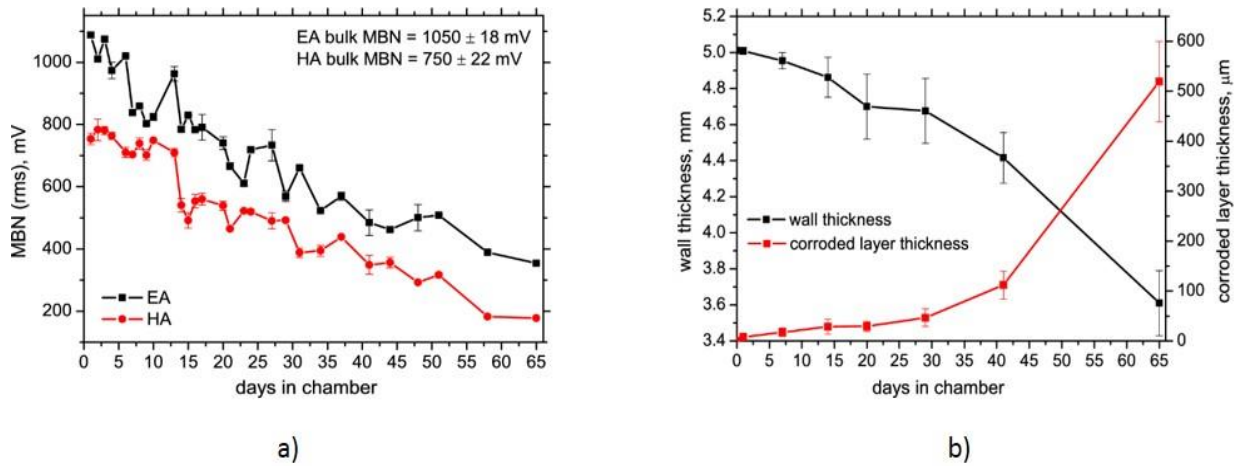 EA bulk MBN = 1050 ± 18 mV
HA bulk MBN = 750 ± 22 mV
MBN (rms), mV
1000
800
600
400
200
EA
HA
0 5 10 15 20 25 30 35 40 45 50 55 60 65
days in chamber
a)
wall thickness, mm
5.2
5.0
4.8
4.6
4.4
4.2
4.0
3.8
3.6
3.4
wall thickness
corroded layer thickness
600
500
400
300
200
100
0
corroded layer thickness, μm
0 5 10 15 20 25 30 35 40 45 50 55 60 65
days in chamber
b)